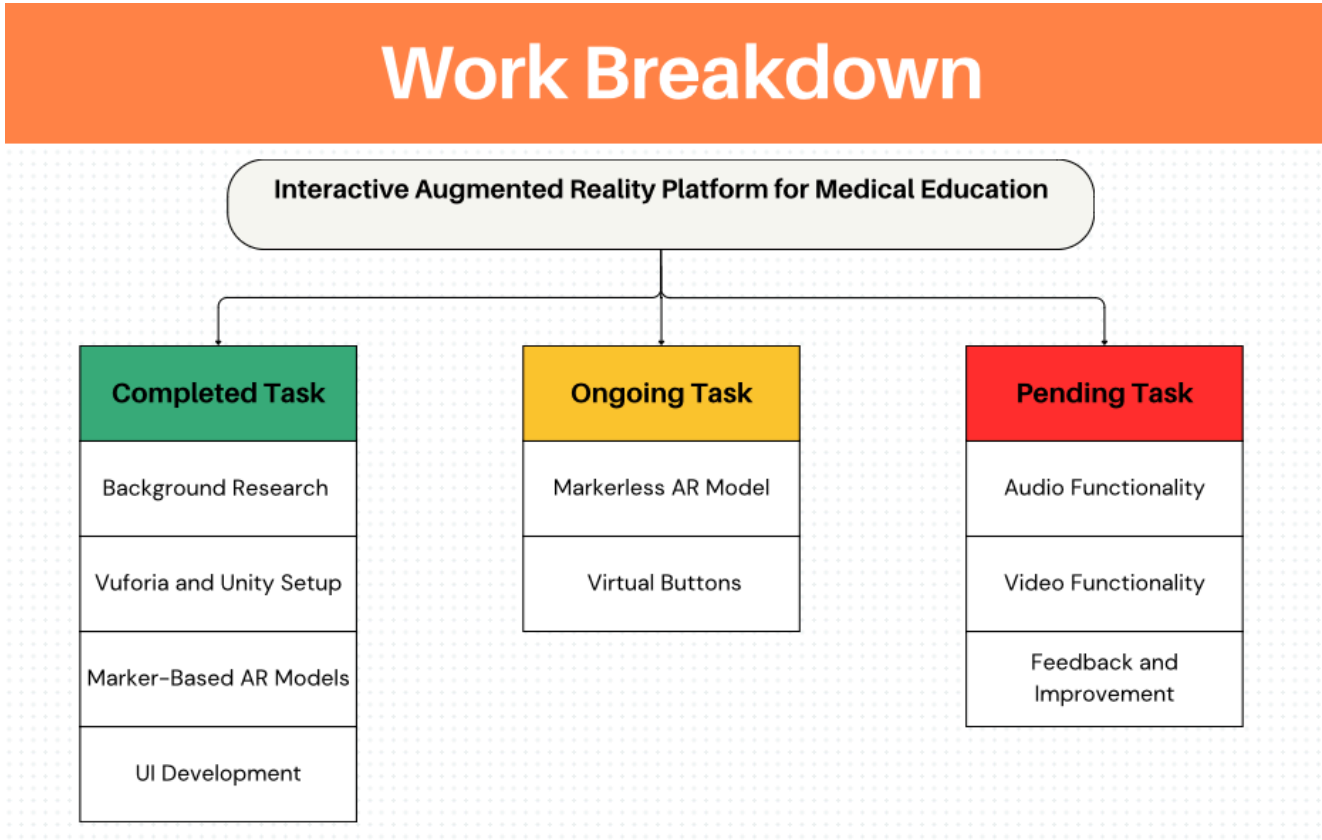 Work Breakdown
Interactive Augmented Reality Platform for Medical Education
Completed Task
Background Research
Vuforia and Unity Setup
Marker-Based AR Models
UI Development
Ongoing Task
Markerless AR Model
Virtual Buttons
Pending Task
Audio Functionality
Video Functionality
Feedback and
Improvement